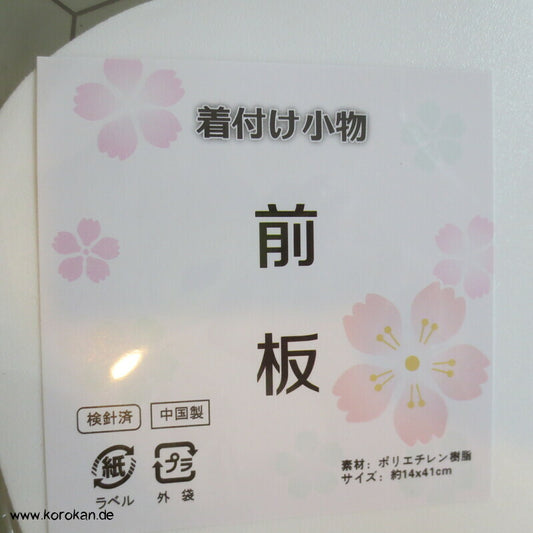 着付け小物
前
板
検針済 中国製
紙 プラ
ラベル 外袋
素材：ポリエチレン樹脂
サイズ：約14x41cm
www.korokan.de